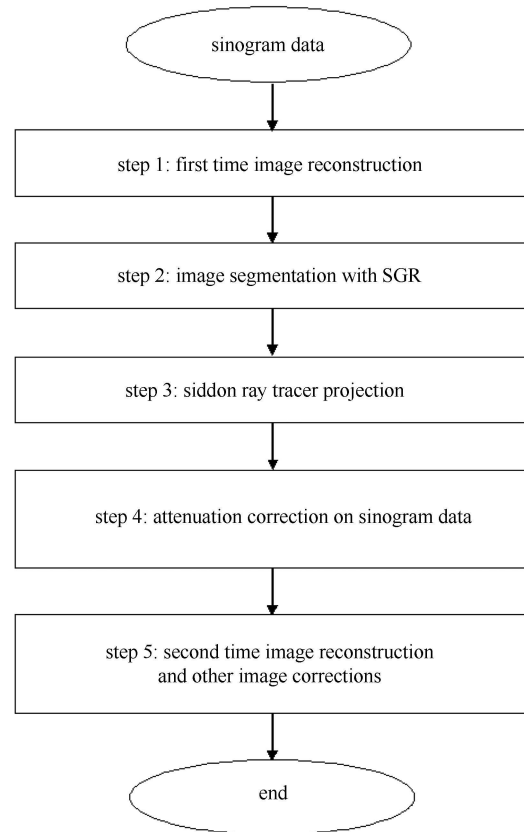 sinogram data
step 1: first time image reconstruction
step 2: image segmentation with SGR
step 3: siddon ray tracer projection
step 4: attenuation correction on sinogram data
step 5: second time image reconstruction
and other image corrections
end